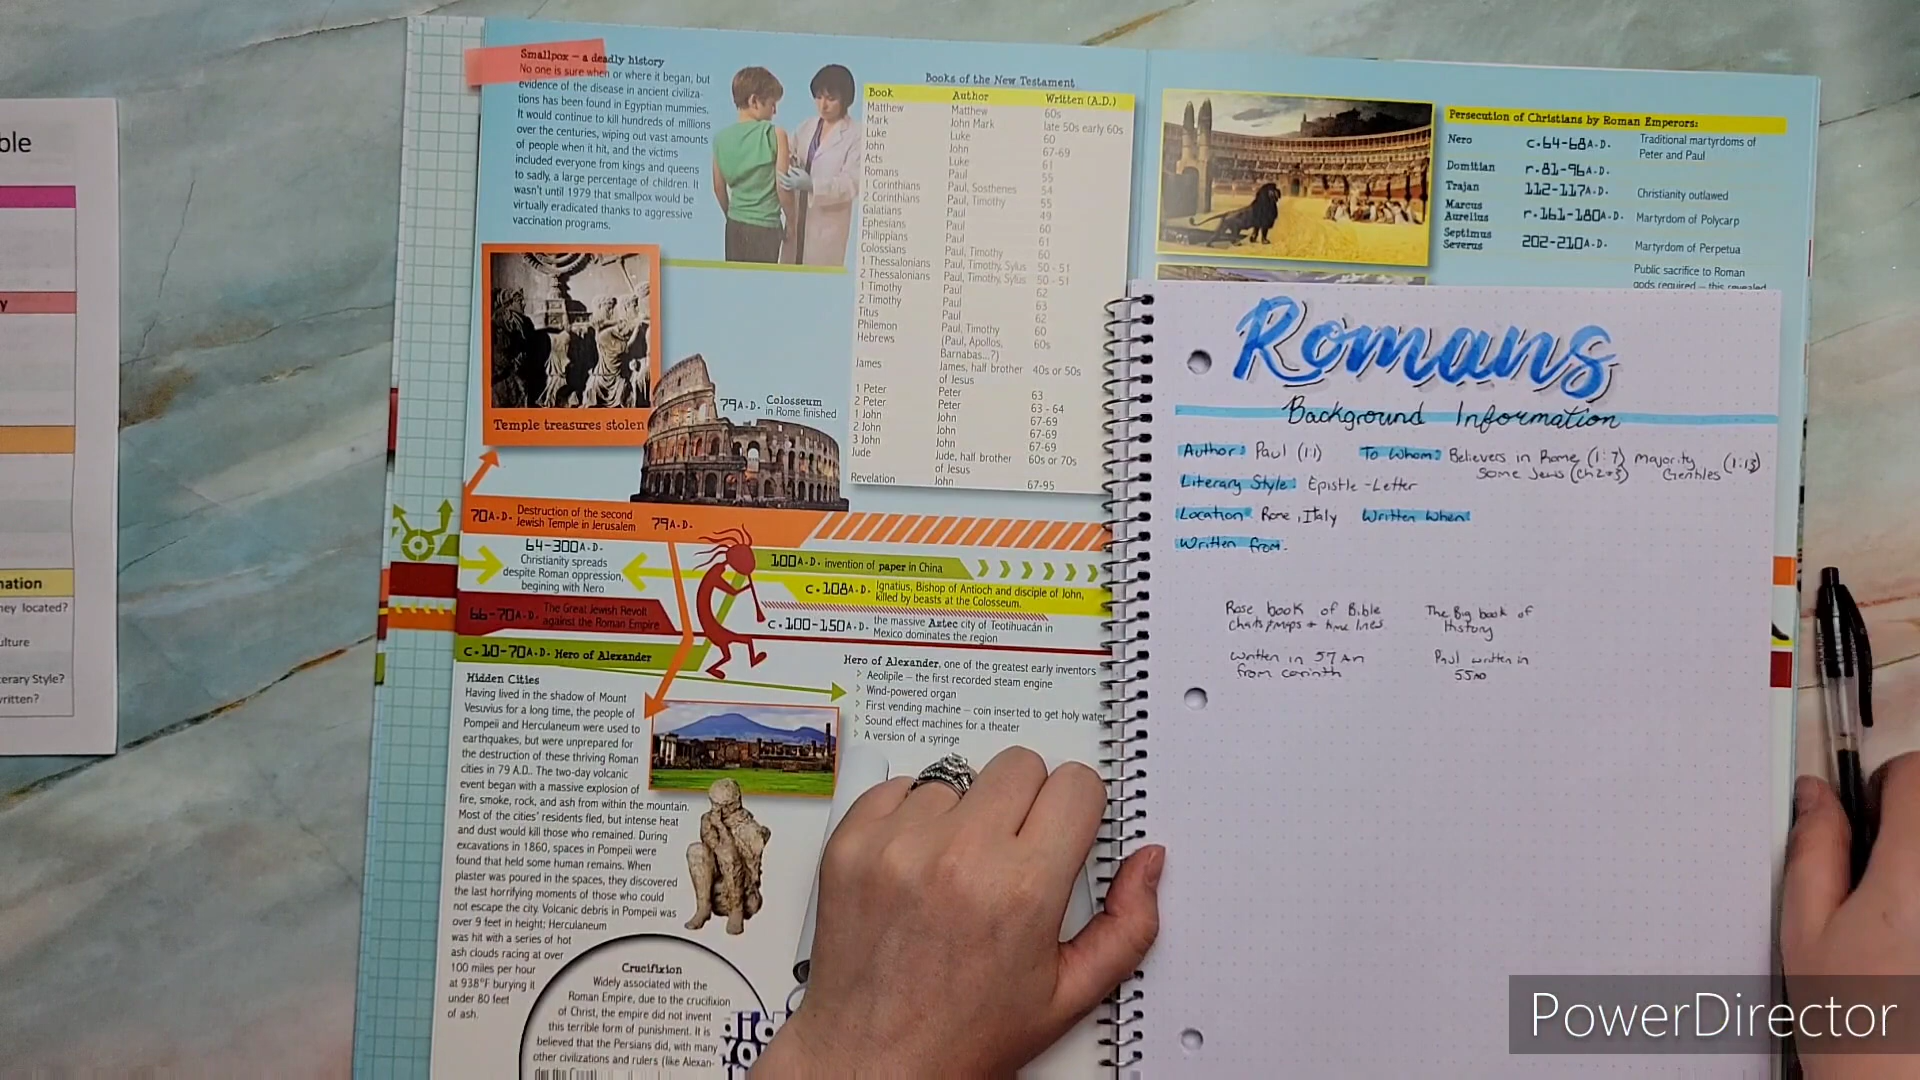 ble
y
nation
hey located?
ulture
erary Style?
written?
Smallpox – a deadly history
No one is sure when or where it began, but
evidence of the disease in ancient civiliza-
tions has been found in Egyptian mummies.
It would continue to kill hundreds of millions
over the centuries, wiping out vast amounts
of people when it hit, and the victims
included everyone from kings and queens
to sadly, a large percentage of children. It
wasn't until 1979 that smallpox would be
virtually eradicated thanks to aggressive
vaccination programs.
Temple treasures stolen
79A.D. Colosseum
in Rome finished
Books of the New Testament
Book Author Written (A.D.)
Matthew Matthew 60s
Mark John Mark late 50s early 60s
Luke Luke 60
John John 67-69
Acts Luke 61
Romans Paul 55
1 Corinthians Paul, Sosthenes 54
2 Corinthians Paul, Timothy 55
Galatians Paul 49
Ephesians Paul 60
Philippians Paul 61
Colossians Paul, Timothy 60
1 Thessalonians Paul, Timothy, Sylus 50 - 51
2 Thessalonians Paul, Timothy, Sylus 50 - 51
1 Timothy Paul 62
2 Timothy Paul 63
Titus Paul 62
Philemon Paul, Timothy 60
Hebrews (Paul, Apollos, 60s
Barnabas...?)
James James, half brother 40s or 50s
of Jesus
1 Peter Peter 63
2 Peter Peter 63 - 64
1 John John 67-69
2 John John 67-69
3 John John 67-69
Jude Jude, half brother 60s or 70s
of Jesus
Revelation John 67-95
70A.D. Destruction of the second
Jewish Temple in Jerusalem
79A.D.
64-300A.D.
Christianity spreads
despite Roman oppression,
begining with Nero
66-70A.D. The Great Jewish Revolt
against the Roman Empire
c.10-70A.D. Hero of Alexander
100A.D. invention of paper in China
c.108A.D. Ignatius, Bishop of Antioch and disciple of John,
killed by beasts at the Colosseum.
c.100-150A.D. the massive Aztec city of Teotihuacán in
Mexico dominates the region
Hero of Alexander, one of the greatest early inventors
> Aeolipile – the first recorded steam engine
> Wind-powered organ
> First vending machine – coin inserted to get holy water
> Sound effect machines for a theater
> A version of a syringe
Hidden Cities
Having lived in the shadow of Mount
Vesuvius for a long time, the people of
Pompeii and Herculaneum were used to
earthquakes, but were unprepared for
the destruction of these thriving Roman
cities in 79 A.D.. The two-day volcanic
event began with a massive explosion of
fire, smoke, rock, and ash from within the mountain.
Most of the cities' residents fled, but intense heat
and dust would kill those who remained. During
excavations in 1860, spaces in Pompeii were
found that held some human remains. When
plaster was poured in the spaces, they discovered
the last horrifying moments of those who could
not escape the city. Volcanic debris in Pompeii was
over 9 feet in height; Herculaneum
was hit with a series of hot
ash clouds racing at over
100 miles per hour
at 938°F burying it
under 80 feet
of ash.
Crucifixion
Widely associated with the
Roman Empire, due to the crucifixion
of Christ, the empire did not invent
this terrible form of punishment. It is
believed that the Persians did, with many
other civilizations and rulers (like Alexan-
der the Great)
Persecution of Christians by Roman Emperors:
Nero c.64-68A.D. Traditional martyrdoms of
Peter and Paul
Domitian r.81-96A.D.
Trajan 112-117A.D. Christianity outlawed
Marcus
Aurelius r.161-180A.D. Martyrdom of Polycarp
Septimus
Severus 202-210A.D. Martyrdom of Perpetua
Public sacrifice to Roman
gods required – this revealed
Romans
Background Information
Author: Paul (1:1) To Whom: Believers in Rome (1:7) majority (1:13)
Some Jews (ch 2+3) Gentiles
Literary Style: Epistle - Letter
Location: Rome, Italy Written When:
Written from:
Rose book of Bible
charts maps + time lines
Written in 57 AD
from corinth
The Big book of
History
Paul written in
55AD
PowerDirector